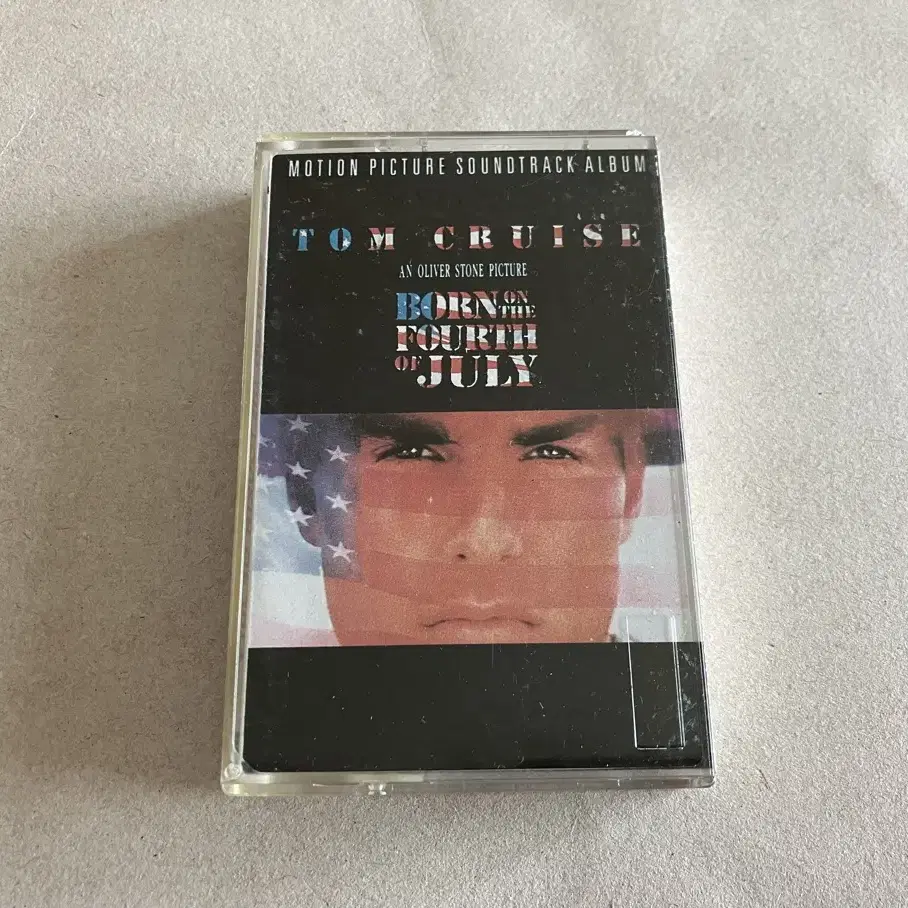 MOTION PICTURE SOUNDTRACK ALBUM
TOM CRUISE
AN OLIVER STONE PICTURE
BORN ON THE
FOURTH
OF JULY